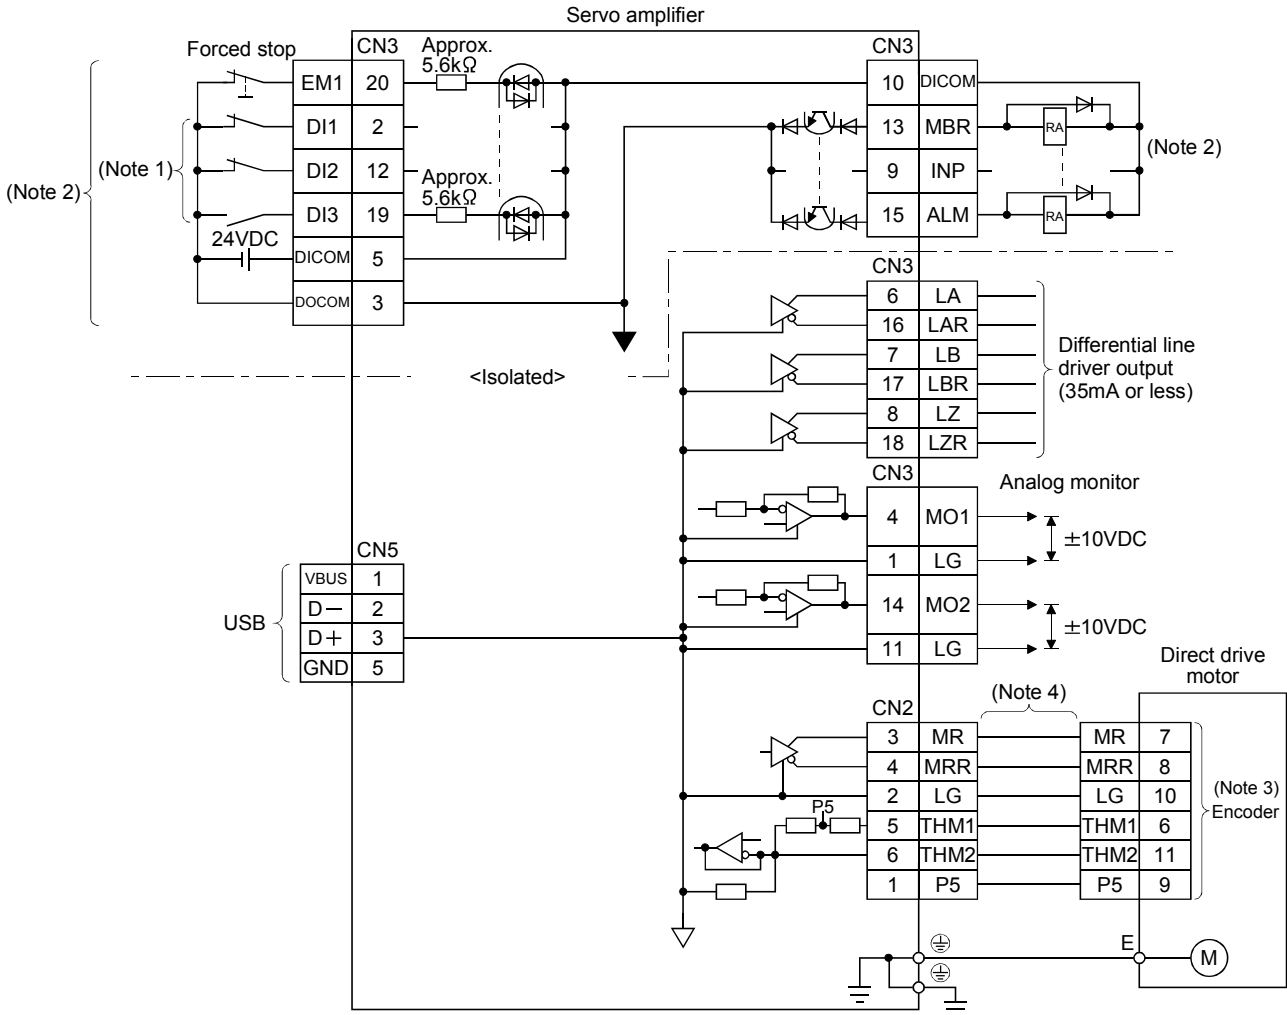 Servo amplifier
Forced stop
CN3
Approx.
5.6kΩ
EM1 20
DI1 2
DI2 12
Approx.
5.6kΩ
DI3 19
24VDC
DICOM 5
DOCOM 3
(Note 1)
(Note 2)
CN3
10 DICOM
13 MBR
RA
9 INP
15 ALM
RA
(Note 2)
<Isolated>
CN3
6 LA
16 LAR
7 LB
17 LBR
8 LZ
18 LZR
Differential line
driver output
(35mA or less)
CN3
Analog monitor
4 MO1
±10VDC
1 LG
14 MO2
±10VDC
11 LG
CN5
VBUS 1
D− 2
D+ 3
GND 5
USB
Direct drive
motor
(Note 4)
CN2
3 MR MR 7
4 MRR MRR 8
2 LG LG 10
P5
5 THM1 THM1 6
6 THM2 THM2 11
1 P5 P5 9
(Note 3)
Encoder
E
M